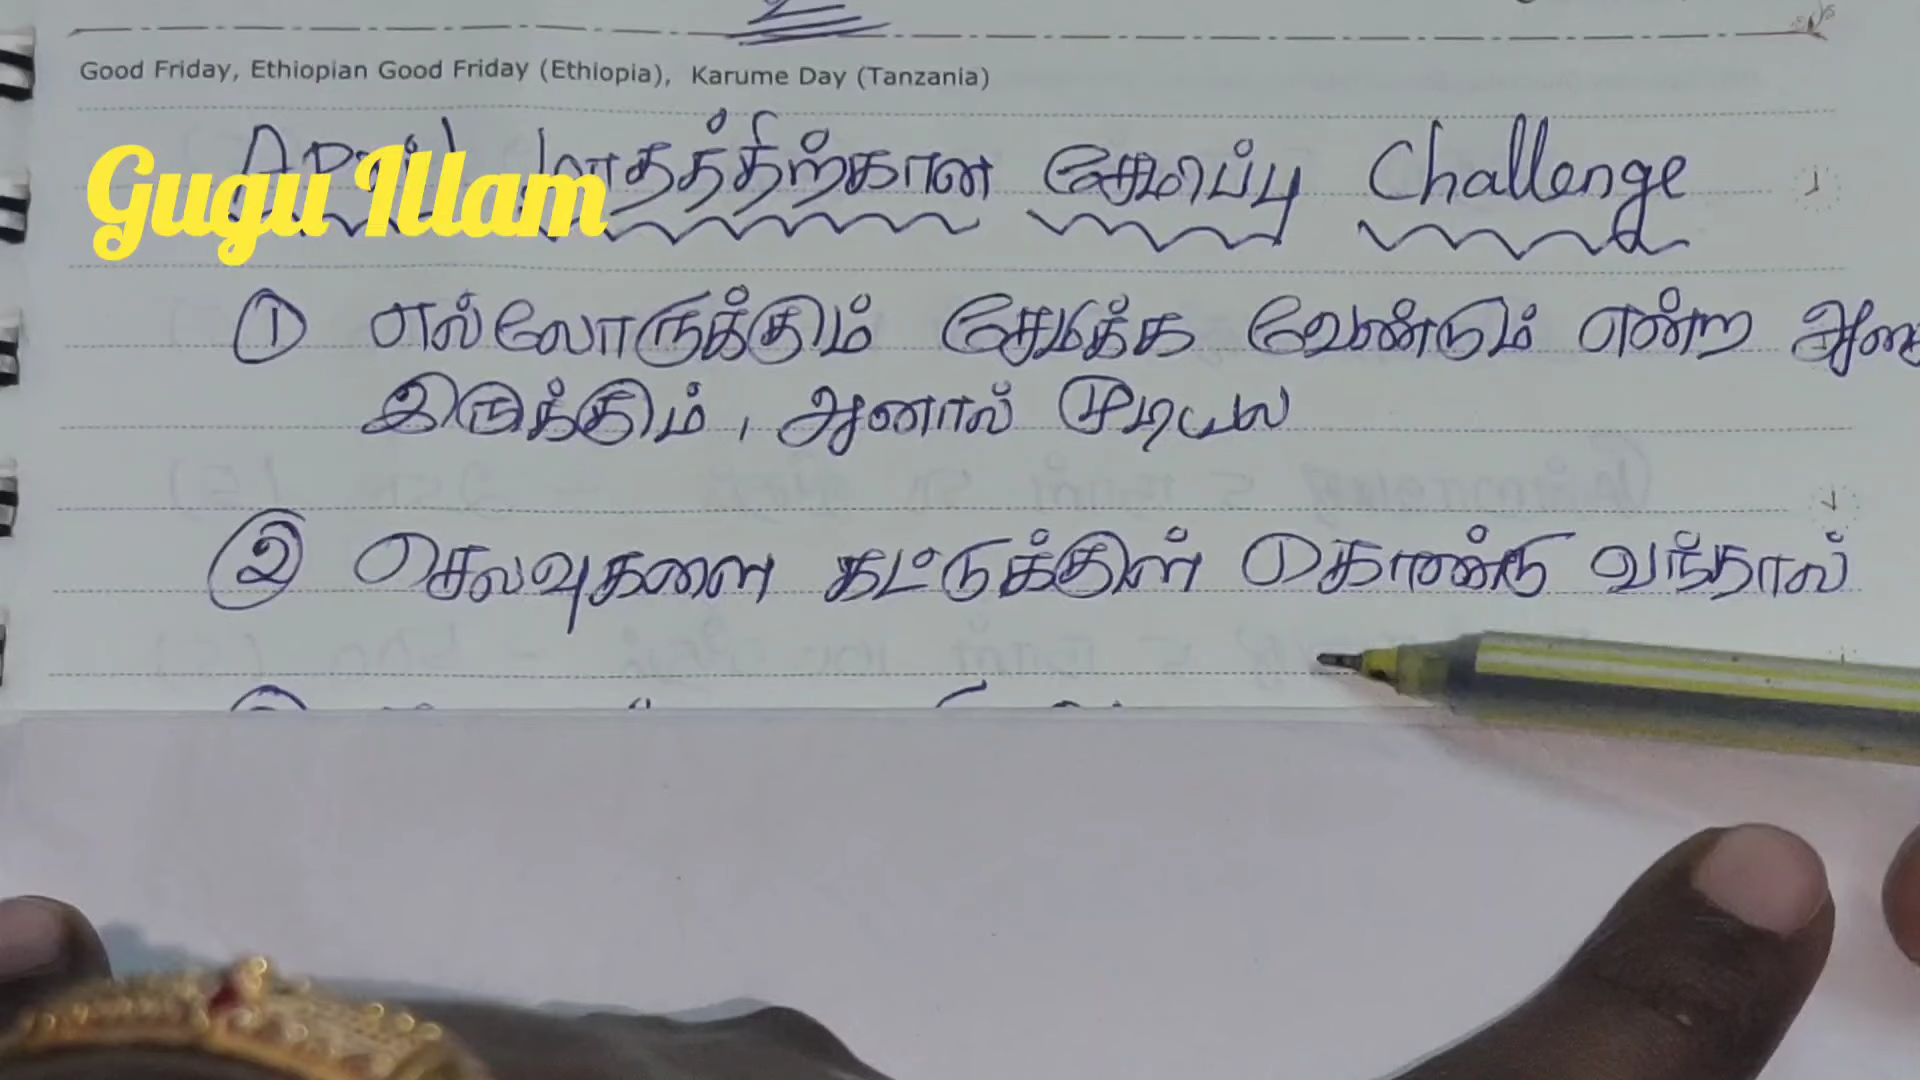 Good Friday, Ethiopian Good Friday (Ethiopia), Karume Day (Tanzania)
Gugu Illam
மாதத்திற்கான சேமிப்பு Challenge
① எல்லோருக்கும் சேமிக்க வேண்டும் என்ற
இருக்கும், ஆனால் முடியல
② செலவுகளை கட்டுக்குள் கொண்டு வந்தால்